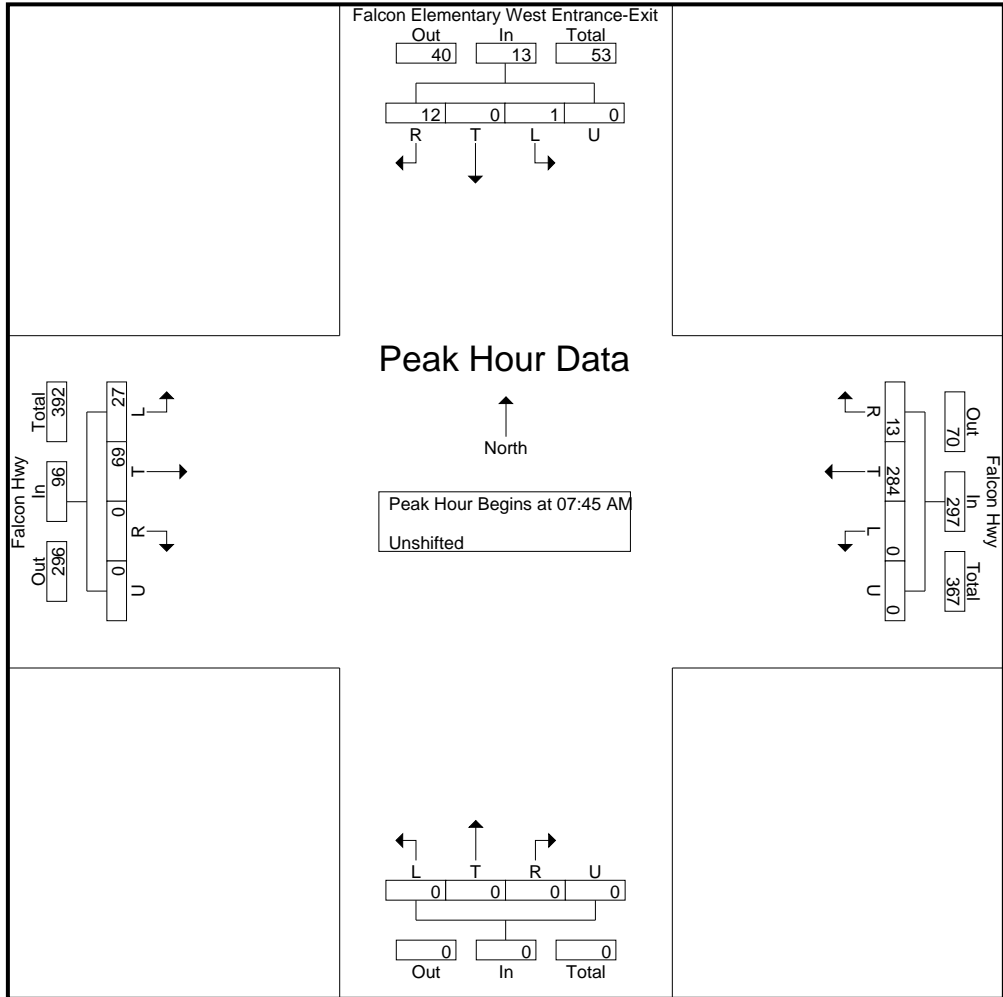 Falcon Elementary West Entrance-Exit
Out In Total
40 13 53
12 0 1 0
R T L U
Peak Hour Data
North
Peak Hour Begins at 07:45 AM
Unshifted
Falcon Hwy
Total In Out
392 96 296
27 69 0 0
L T R U
Falcon Hwy
Out In Total
70 297 367
13 284 0 0
R T L U
L T R U
0 0 0 0
0 0 0
Out In Total